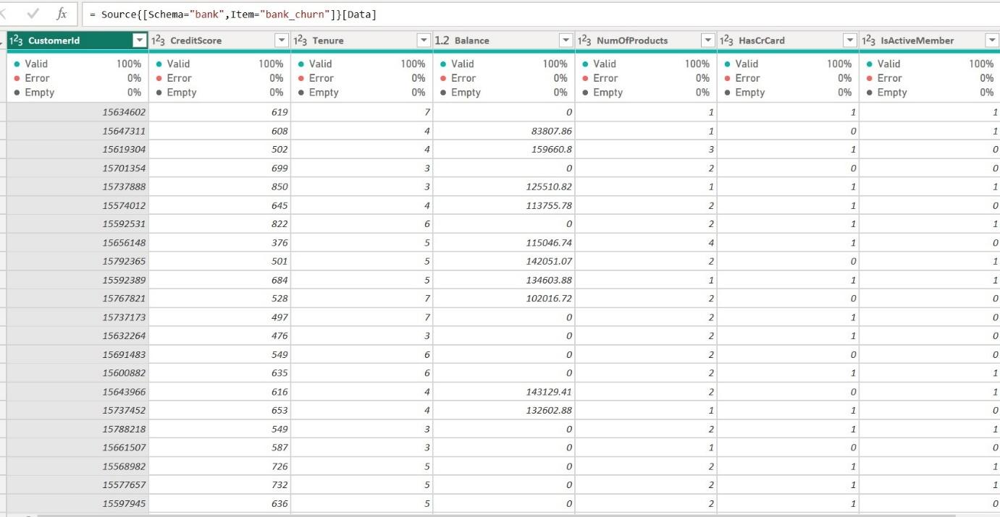 fx = Source{[Schema="bank",Item="bank_churn"]}[Data]
1²3 CustomerId 1²3 CreditScore 1²3 Tenure 1.2 Balance 1²3 NumOfProducts 1²3 HasCrCard 1²3 IsActiveMember
Valid 100% Valid 100% Valid 100% Valid 100% Valid 100% Valid 100% Valid 100%
Error 0% Error 0% Error 0% Error 0% Error 0% Error 0% Error 0%
Empty 0% Empty 0% Empty 0% Empty 0% Empty 0% Empty 0% Empty 0%
15634602 619 7 0 1 1 1
15647311 608 4 83807.86 1 0 1
15619304 502 4 159660.8 3 1 0
15701354 699 3 0 2 0 0
15737888 850 3 125510.82 1 1 1
15574012 645 4 113755.78 2 1 0
15592531 822 6 0 2 1 1
15656148 376 5 115046.74 4 1 0
15792365 501 5 142051.07 2 0 1
15592389 684 5 134603.88 1 1 1
15767821 528 7 102016.72 2 0 0
15737173 497 7 0 2 1 0
15632264 476 3 0 2 1 0
15691483 549 6 0 2 0 0
15600882 635 6 0 2 1 1
15643966 616 4 143129.41 2 0 1
15737452 653 4 132602.88 1 1 0
15788218 549 3 0 2 1 1
15661507 587 3 0 1 0 0
15568982 726 5 0 2 1 1
15577657 732 5 0 2 1 1
15597945 636 5 0 2 1 0